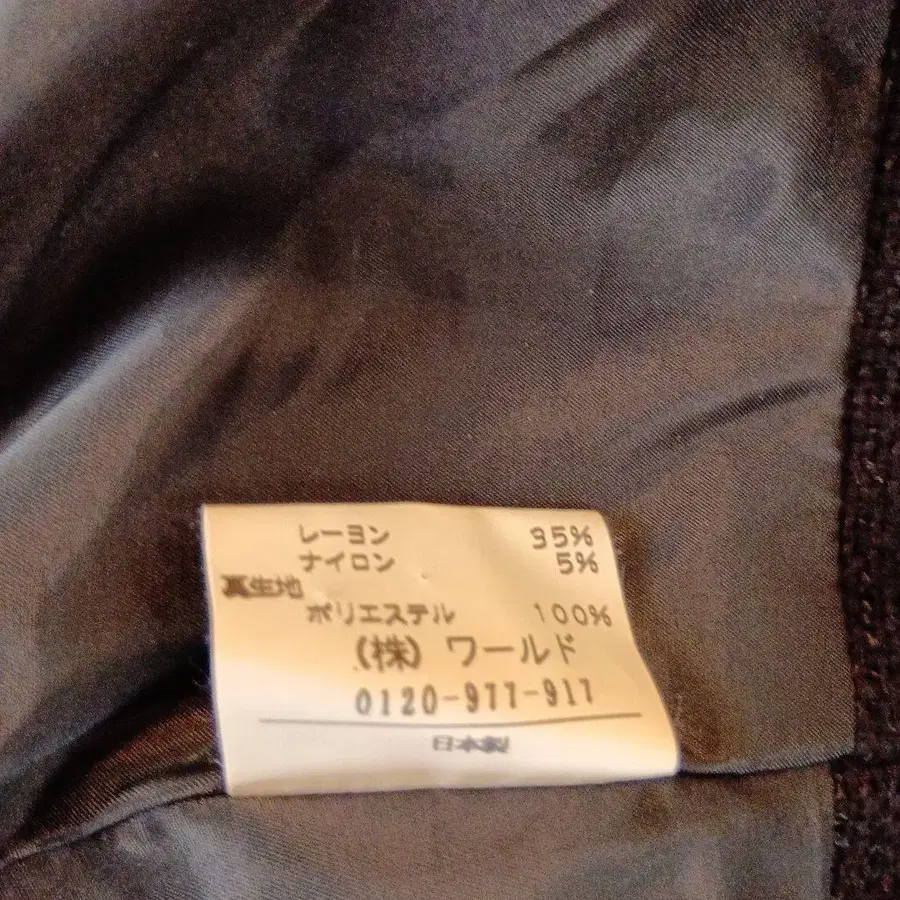 レーヨン 35%
ナイロン 5%
裏生地
ポリエステル 100%
(株) ワールド
0120-977-917
日本製